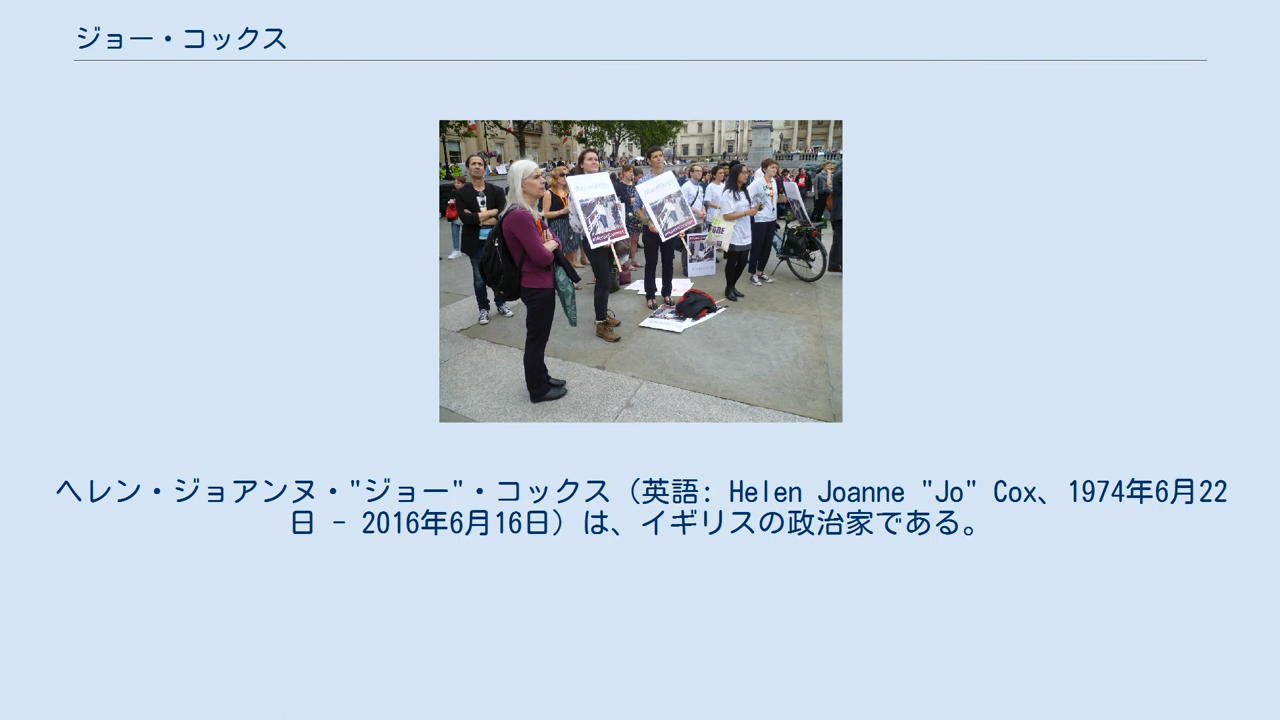 ジョー・コックス
ヘレン・ジョアンヌ・"ジョー"・コックス（英語: Helen Joanne "Jo" Cox、1974年6月22
日 - 2016年6月16日）は、イギリスの政治家である。